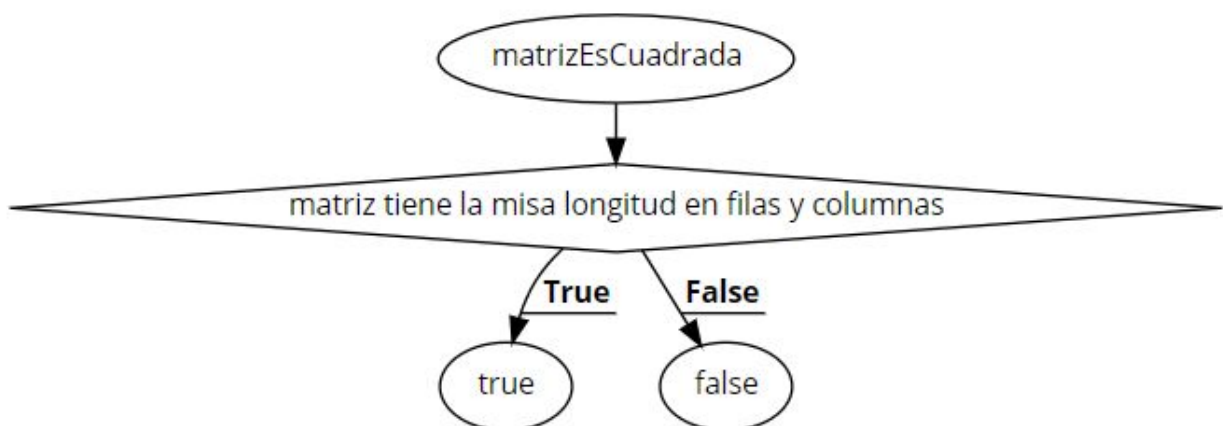 matrizEsCuadrada
matriz tiene la misa longitud en filas y columnas
True False
true false